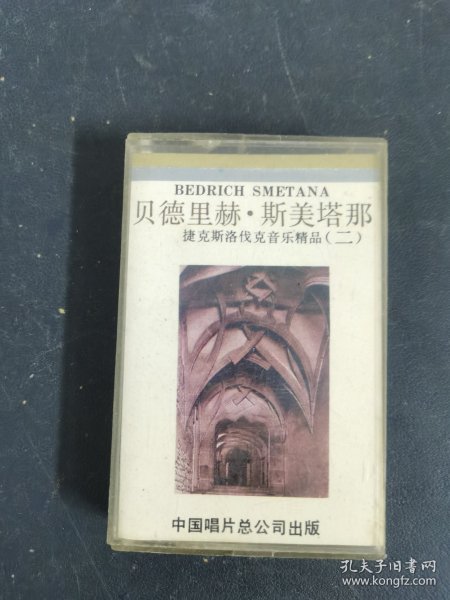 BEDRICH SMETANA
贝德里赫·斯美塔那
捷克斯洛伐克音乐精品(二)
中国唱片总公司出版
孔夫子旧书网
www.kongfz.com